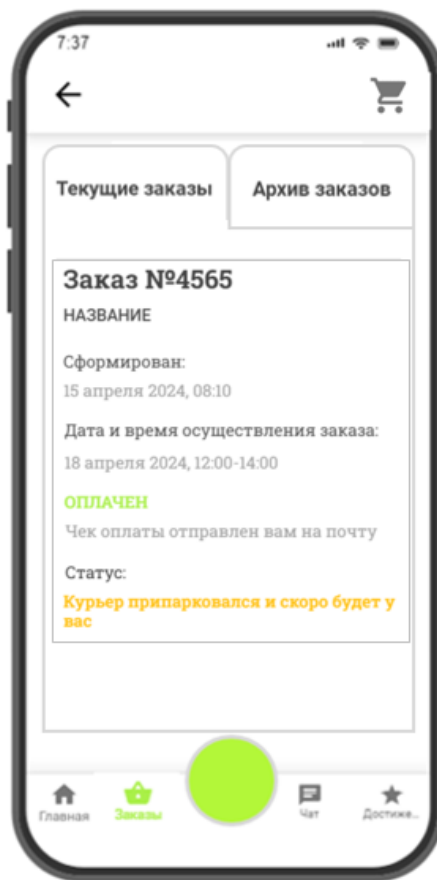 7:37
Текущие заказы
Архив заказов
Заказ №4565
НАЗВАНИЕ
Сформирован:
15 апреля 2024, 08:10
Дата и время осуществления заказа:
18 апреля 2024, 12:00-14:00
ОПЛАЧЕН
Чек оплаты отправлен вам на почту
Статус:
Курьер припарковался и скоро будет у
вас
Главная
Заказы
Чат
Достиже...